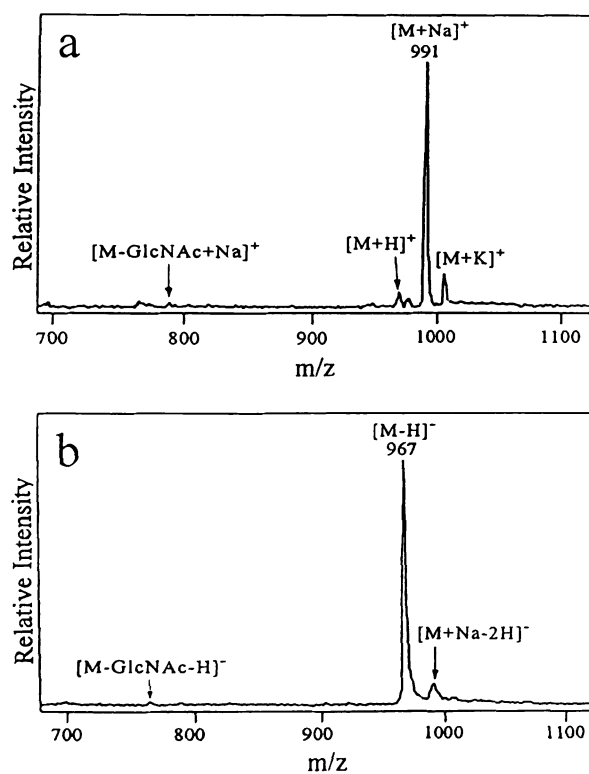 a
[M+Na]⁺
991
[M-GlcNAc+Na]⁺
[M+H]⁺
[M+K]⁺
Relative Intensity
700 800 900 1000 1100
m/z
b
[M-H]⁻
967
[M+Na-2H]⁻
[M-GlcNAc-H]⁻
Relative Intensity
700 800 900 1000 1100
m/z